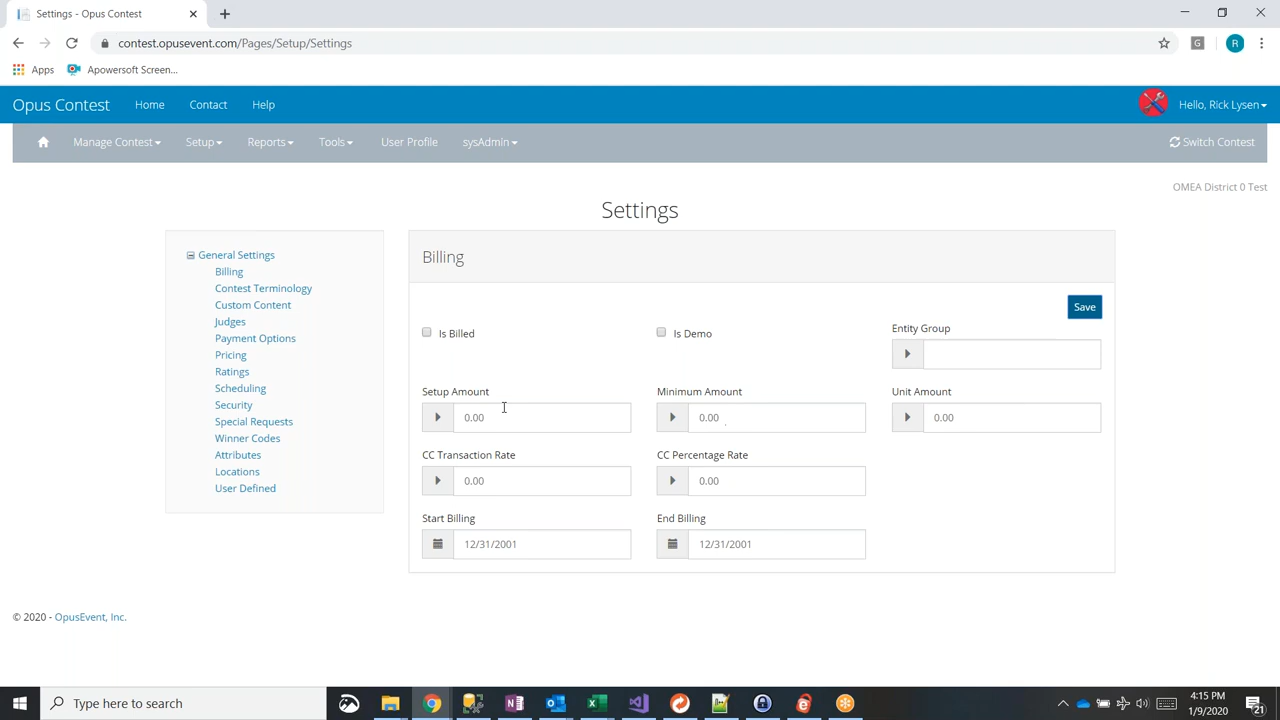 Settings - Opus Contest
contest.opusevent.com/Pages/Setup/Settings
G
R
Apps
Apowersoft Screen...
Opus Contest
Home
Contact
Help
Hello, Rick Lysen
Manage Contest
Setup
Reports
Tools
User Profile
sysAdmin
Switch Contest
OMEA District 0 Test
Settings
General Settings
Billing
Contest Terminology
Custom Content
Judges
Payment Options
Pricing
Ratings
Scheduling
Security
Special Requests
Winner Codes
Attributes
Locations
User Defined
Billing
Save
Is Billed
Is Demo
Entity Group
Setup Amount
Minimum Amount
Unit Amount
0.00
0.00
0.00
CC Transaction Rate
CC Percentage Rate
0.00
0.00
Start Billing
End Billing
12/31/2001
12/31/2001
© 2020 - OpusEvent, Inc.
Type here to search
4:15 PM
1/9/2020
21